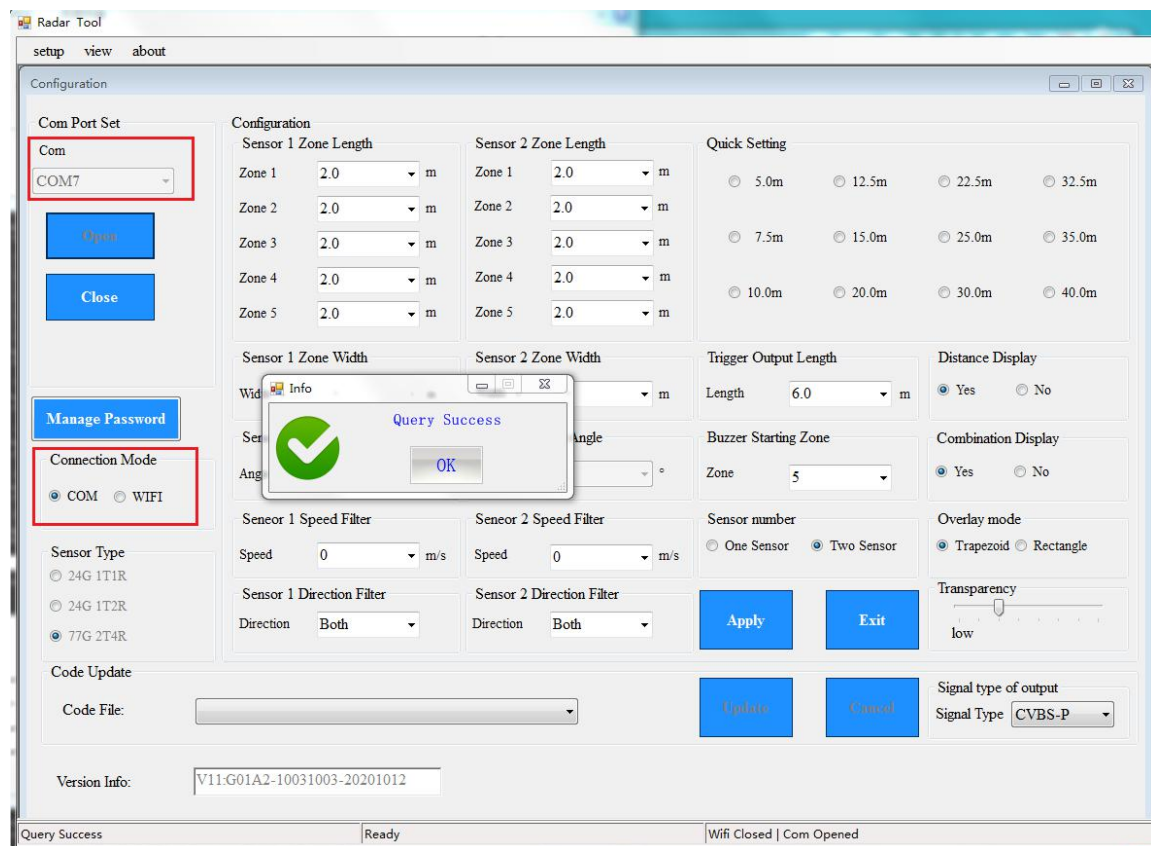 Radar Tool
setup view about
Configuration
Com Port Set
Com
COM7
Open
Close
Manage Password
Connection Mode
COM WIFI
Sensor Type
24G 1T1R
24G 1T2R
77G 2T4R
Configuration
Sensor 1 Zone Length
Zone 1 2.0 m
Zone 2 2.0 m
Zone 3 2.0 m
Zone 4 2.0 m
Zone 5 2.0 m
Sensor 2 Zone Length
Zone 1 2.0 m
Zone 2 2.0 m
Zone 3 2.0 m
Zone 4 2.0 m
Zone 5 2.0 m
Quick Setting
5.0m 12.5m 22.5m 32.5m
7.5m 15.0m 25.0m 35.0m
10.0m 20.0m 30.0m 40.0m
Sensor 1 Zone Width
Sensor 2 Zone Width
m
Trigger Output Length
Length 6.0 m
Distance Display
Yes No
Info
Query Success
OK
Angle
°
Buzzer Starting Zone
Zone 5
Combination Display
Yes No
Seneor 1 Speed Filter
Speed 0 m/s
Seneor 2 Speed Filter
Speed 0 m/s
Sensor number
One Sensor Two Sensor
Overlay mode
Trapezoid Rectangle
Sensor 1 Direction Filter
Direction Both
Sensor 2 Direction Filter
Direction Both
Apply Exit
Transparency
low
Code Update
Code File:
Update Cancel
Signal type of output
Signal Type CVBS-P
Version Info: V11:G01A2-10031003-20201012
Query Success Ready Wifi Closed | Com Opened